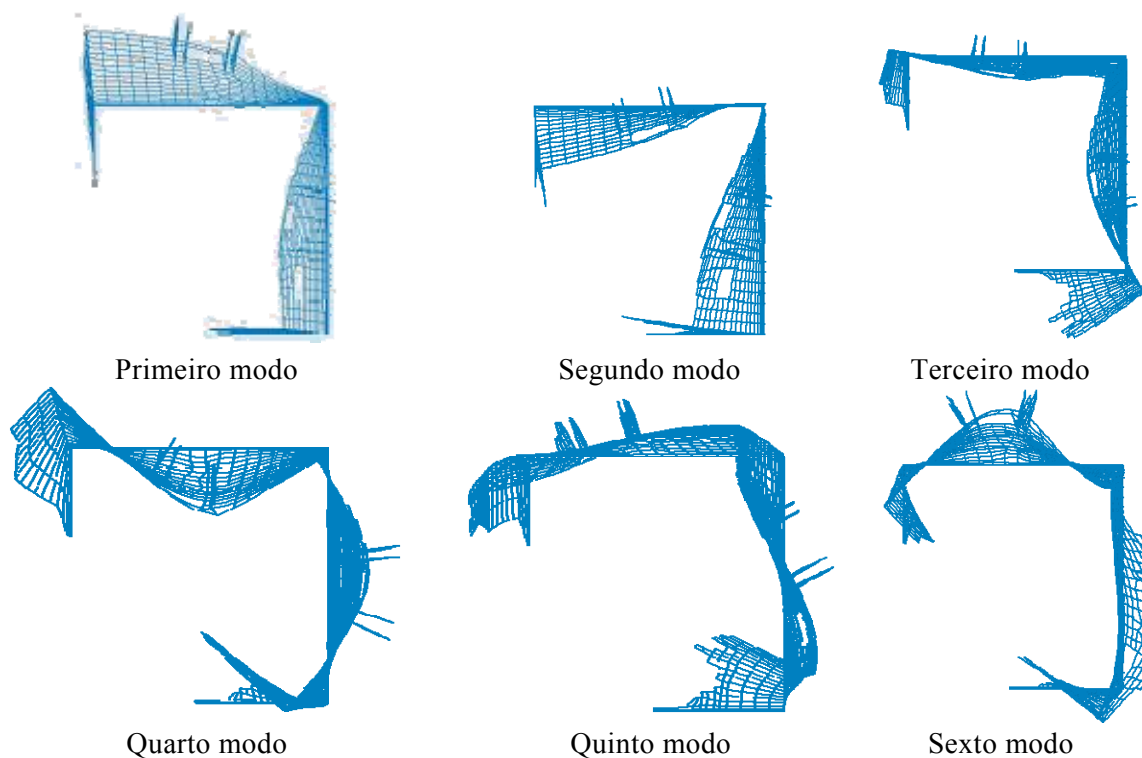 Primeiro modo
Segundo modo
Terceiro modo
Quarto modo
Quinto modo
Sexto modo